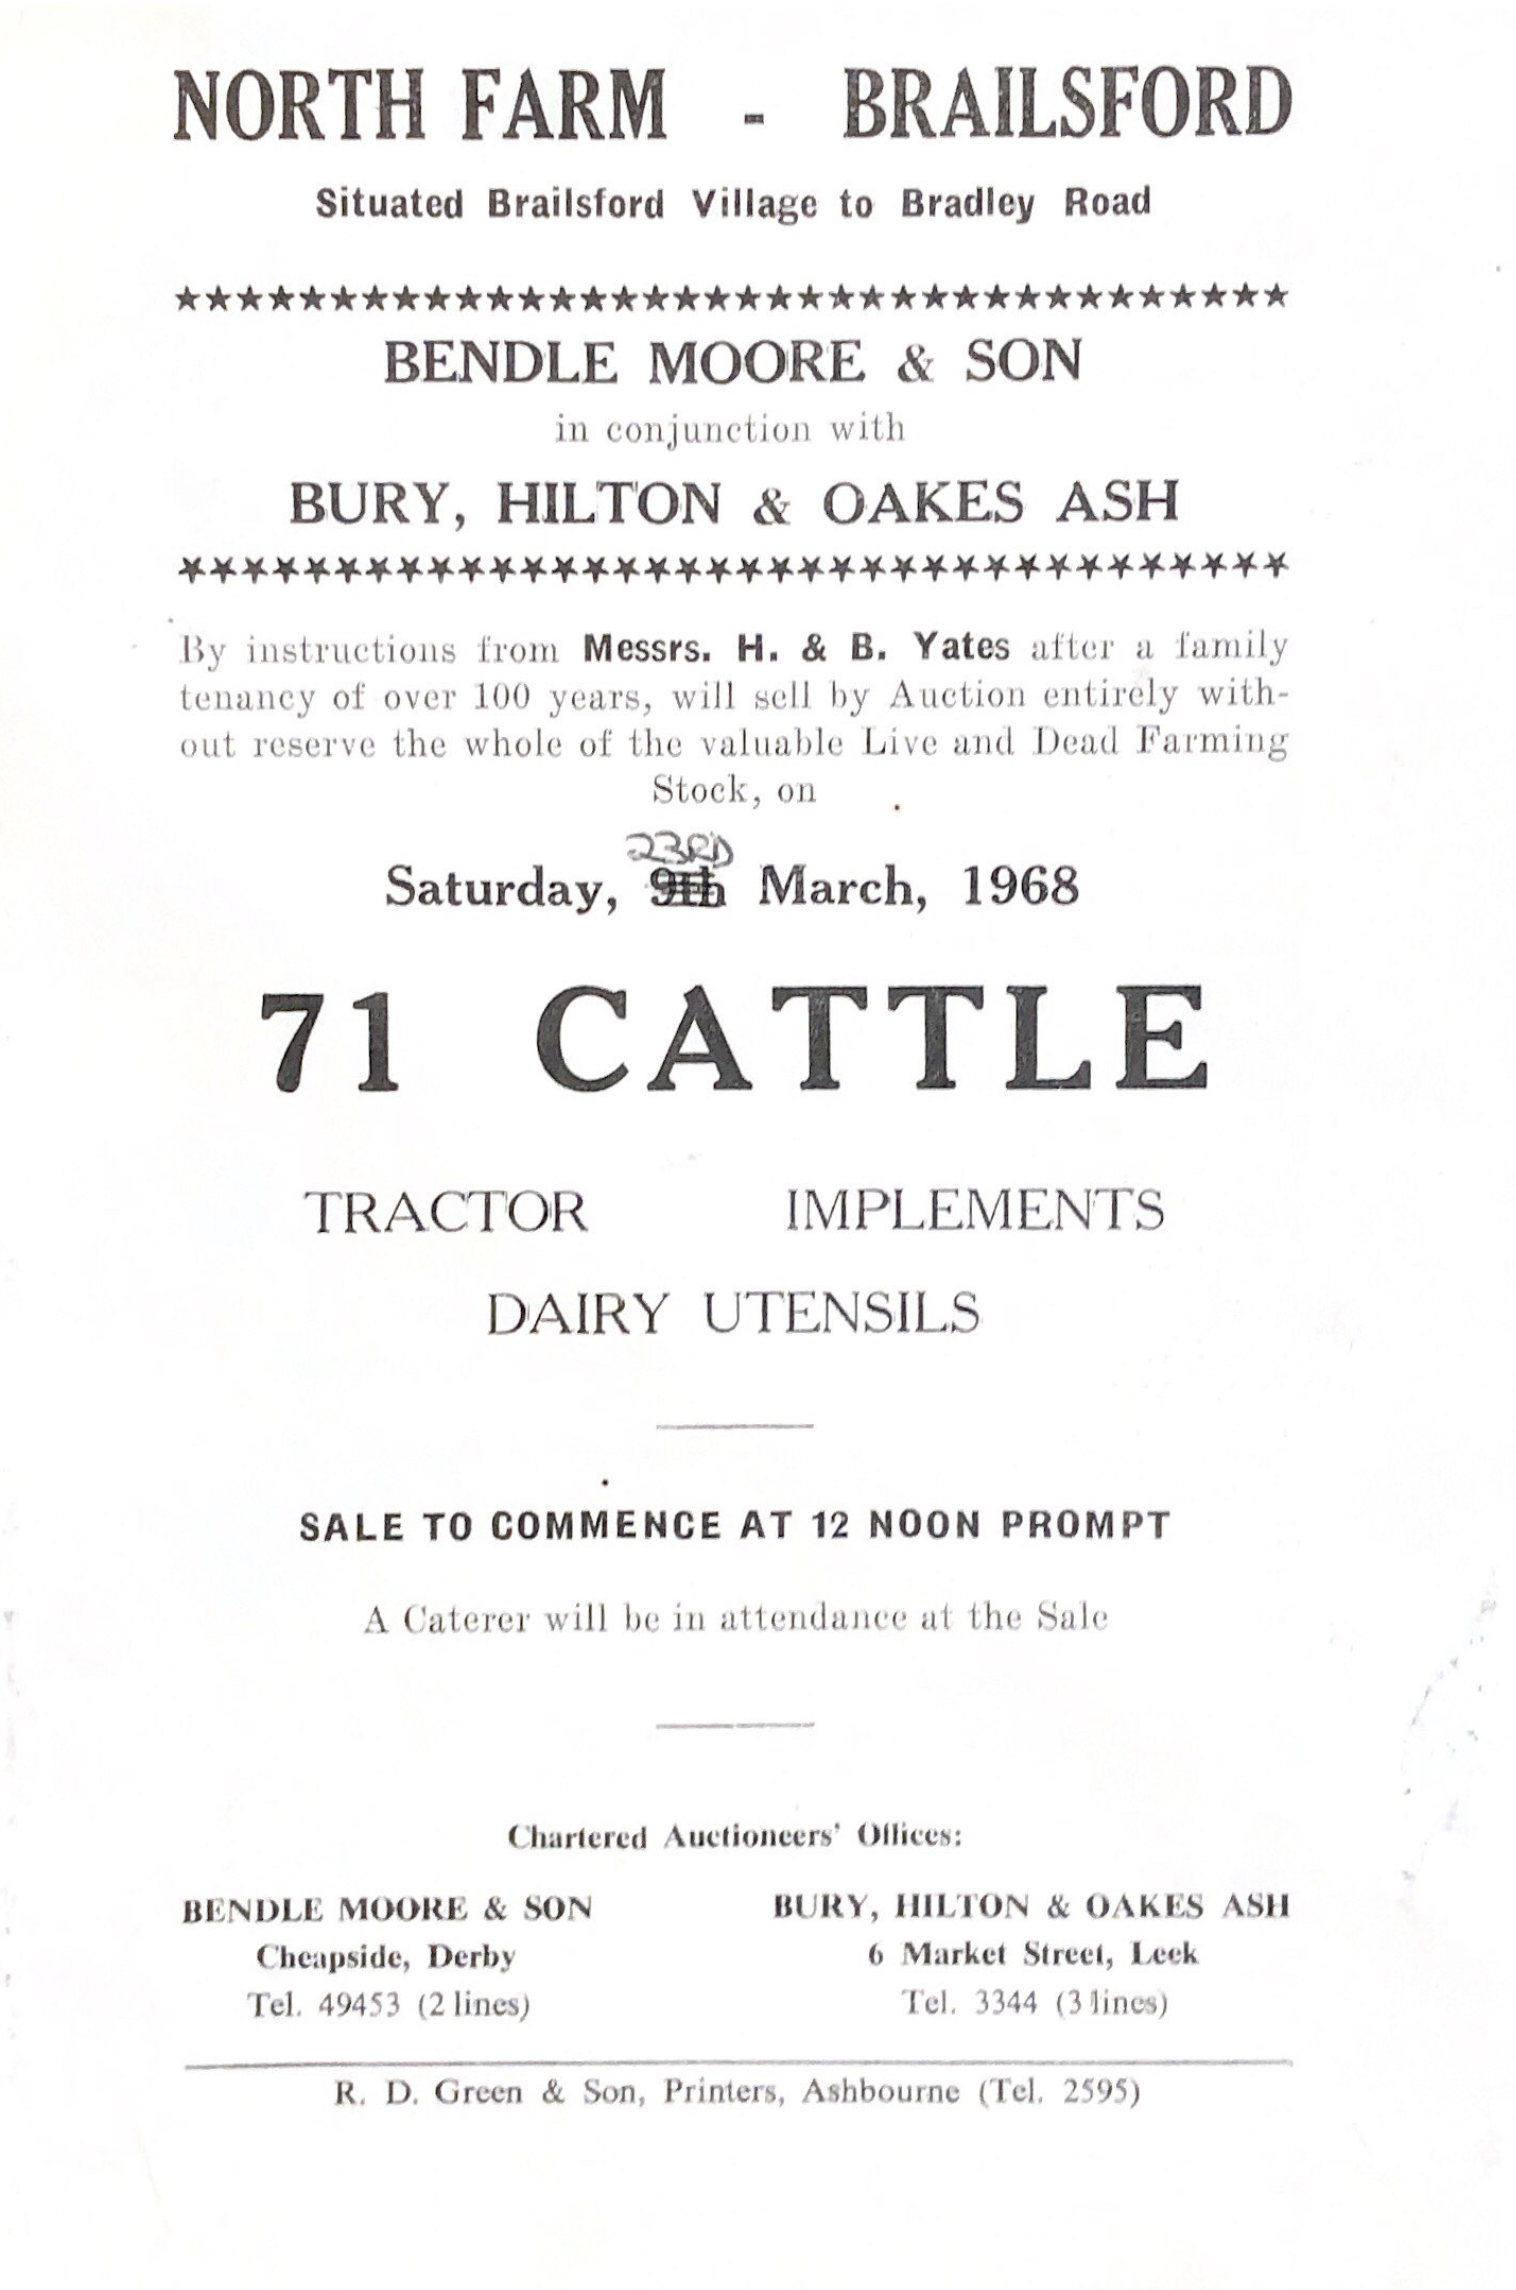 NORTH FARM - BRAILSFORD
Situated Brailsford Village to Bradley Road
★★★★★★★★★★★★★★★★★★★★★★★★★★★★★★★★★★★★
BENDLE MOORE & SON
in conjunction with
BURY, HILTON & OAKES ASH
★★★★★★★★★★★★★★★★★★★★★★★★★★★★★★★★★★★★
By instructions from Messrs. H. & B. Yates after a family
tenancy of over 100 years, will sell by Auction entirely with-
out reserve the whole of the valuable Live and Dead Farming
Stock, on
23RD
Saturday, 9th March, 1968
71 CATTLE
TRACTOR IMPLEMENTS
DAIRY UTENSILS
SALE TO COMMENCE AT 12 NOON PROMPT
A Caterer will be in attendance at the Sale
Chartered Auctioneers' Offices:
BENDLE MOORE & SON BURY, HILTON & OAKES ASH
Cheapside, Derby 6 Market Street, Leek
Tel. 49453 (2 lines) Tel. 3344 (3 lines)
R. D. Green & Son, Printers, Ashbourne (Tel. 2595)